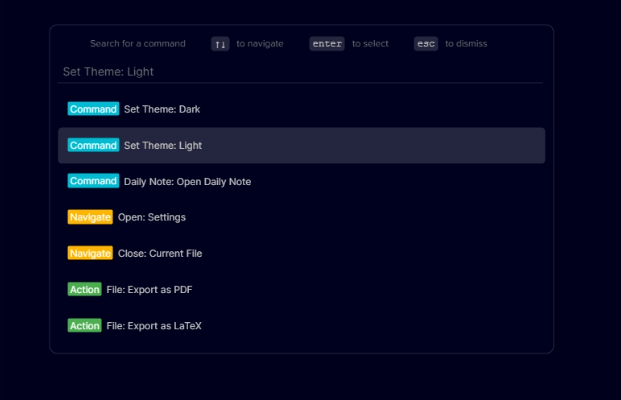 Search for a command ↑↓ to navigate enter to select esc to dismiss
Set Theme: Light
Command Set Theme: Dark
Command Set Theme: Light
Command Daily Note: Open Daily Note
Navigate Open: Settings
Navigate Close: Current File
Action File: Export as PDF
Action File: Export as LaTeX